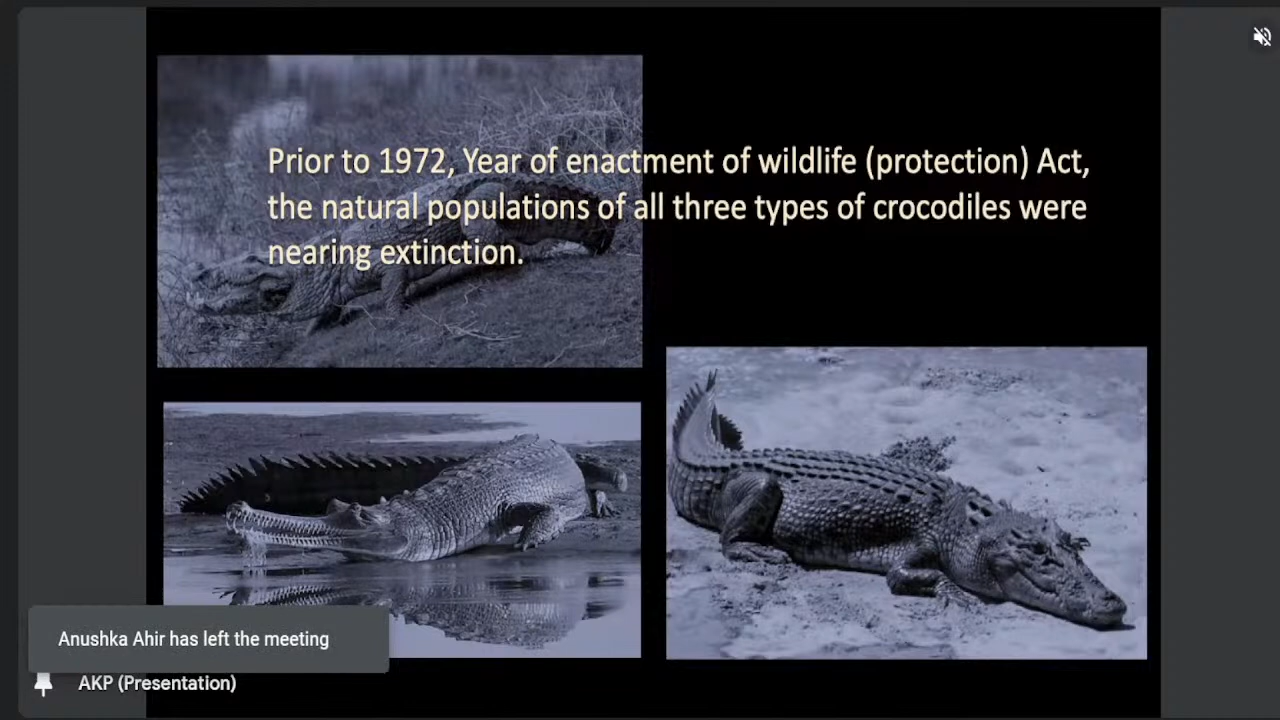 Prior to 1972, Year of enactment of wildlife (protection) Act,
the natural populations of all three types of crocodiles were
nearing extinction.
Anushka Ahir has left the meeting
AKP (Presentation)